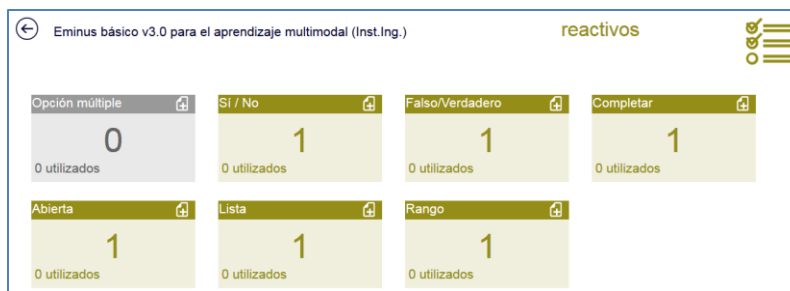 Eminus básico v3.0 para el aprendizaje multimodal (Inst.Ing.)
reactivos
Opción múltiple
0
0 utilizados
Sí / No
1
0 utilizados
Falso/Verdadero
1
0 utilizados
Completar
1
0 utilizados
Abierta
1
0 utilizados
Lista
1
0 utilizados
Rango
1
0 utilizados